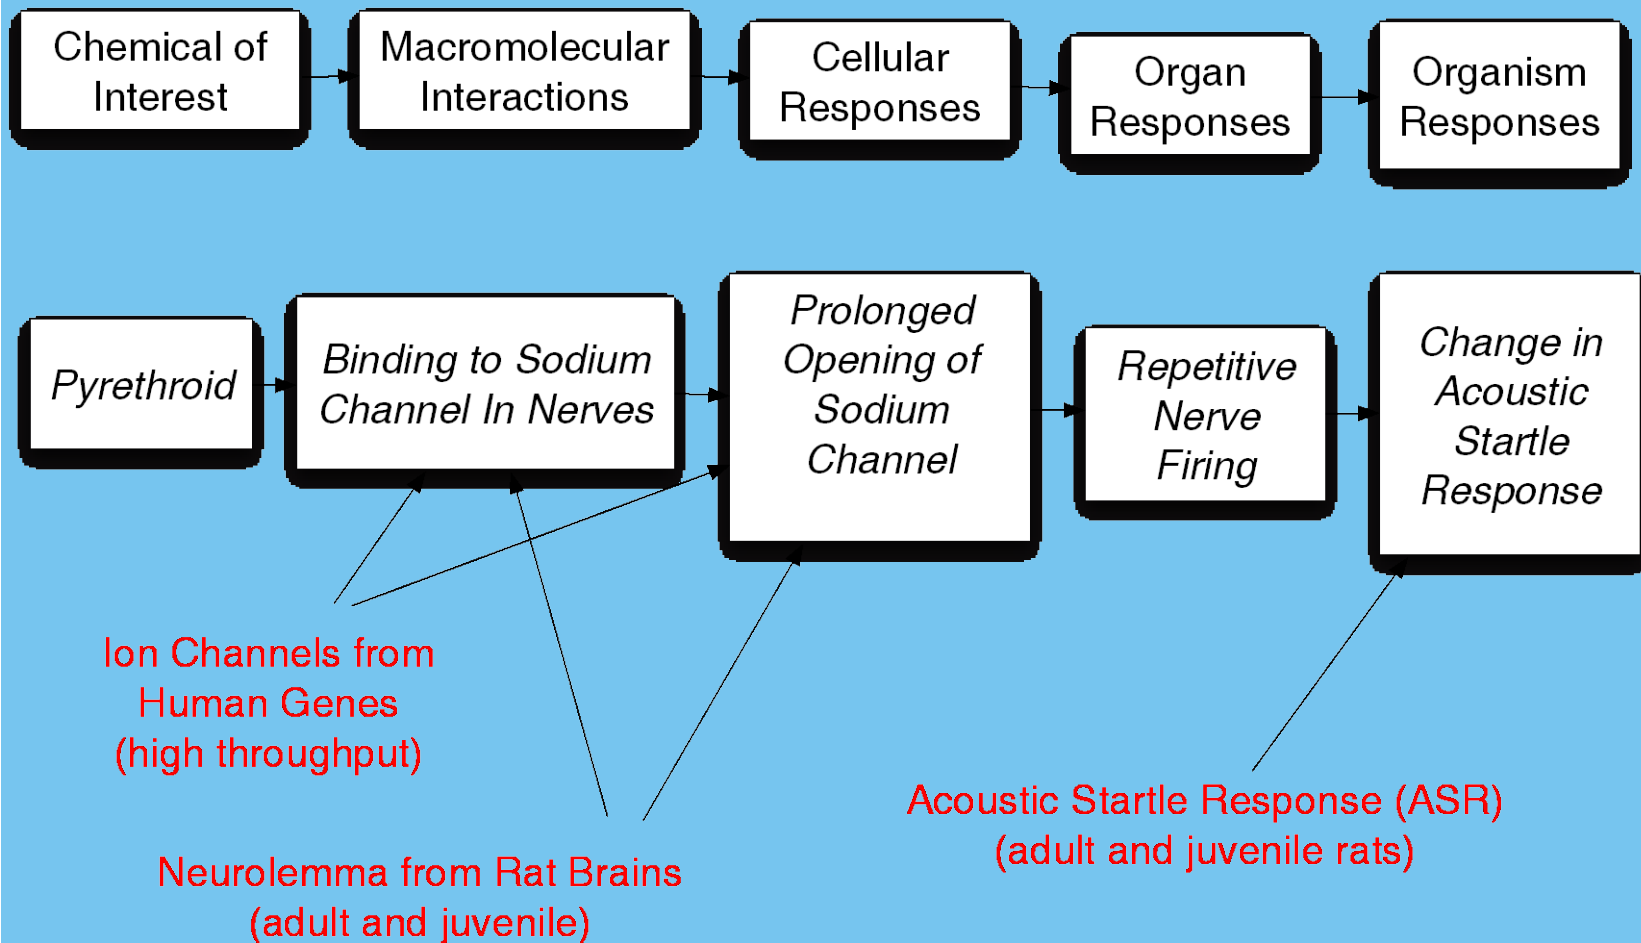 Chemical of
Interest
Macromolecular
Interactions
Cellular
Responses
Organ
Responses
Organism
Responses
Pyrethroid
Binding to Sodium
Channel In Nerves
Prolonged
Opening of
Sodium
Channel
Repetitive
Nerve
Firing
Change in
Acoustic
Startle
Response
Ion Channels from
Human Genes
(high throughput)
Neurolemma from Rat Brains
(adult and juvenile)
Acoustic Startle Response (ASR)
(adult and juvenile rats)